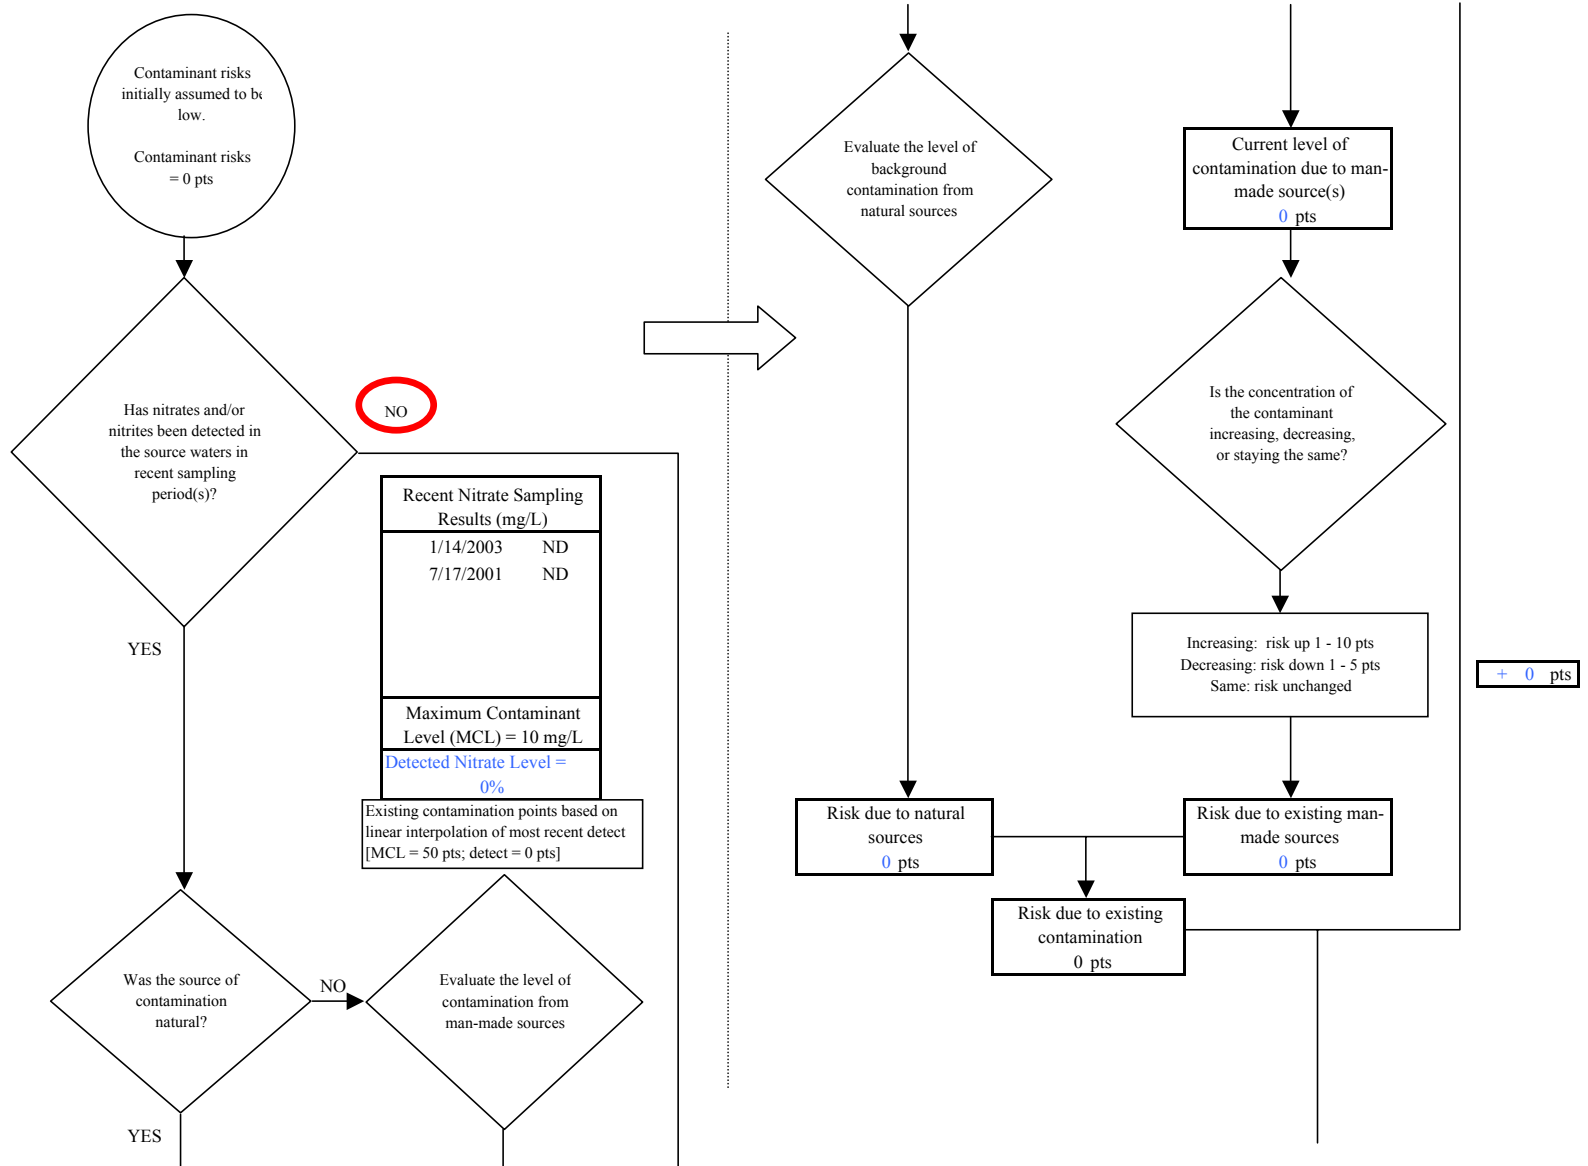 Contaminant risks
initially assumed to be
low.
Contaminant risks
= 0 pts
Has nitrates and/or
nitrites been detected in
the source waters in
recent sampling
period(s)?
NO
YES
Recent Nitrate Sampling
Results (mg/L)
1/14/2003 ND
7/17/2001 ND
Maximum Contaminant
Level (MCL) = 10 mg/L
Detected Nitrate Level =
0%
Existing contamination points based on
linear interpolation of most recent detect
[MCL = 50 pts; detect = 0 pts]
Was the source of
contamination
natural?
NO
YES
Evaluate the level of
contamination from
man-made sources
Evaluate the level of
background
contamination from
natural sources
Current level of
contamination due to man-
made source(s)
0 pts
Is the concentration of
the contaminant
increasing, decreasing,
or staying the same?
Increasing: risk up 1 - 10 pts
Decreasing: risk down 1 - 5 pts
Same: risk unchanged
+ 0 pts
Risk due to natural
sources
0 pts
Risk due to existing man-
made sources
0 pts
Risk due to existing
contamination
0 pts